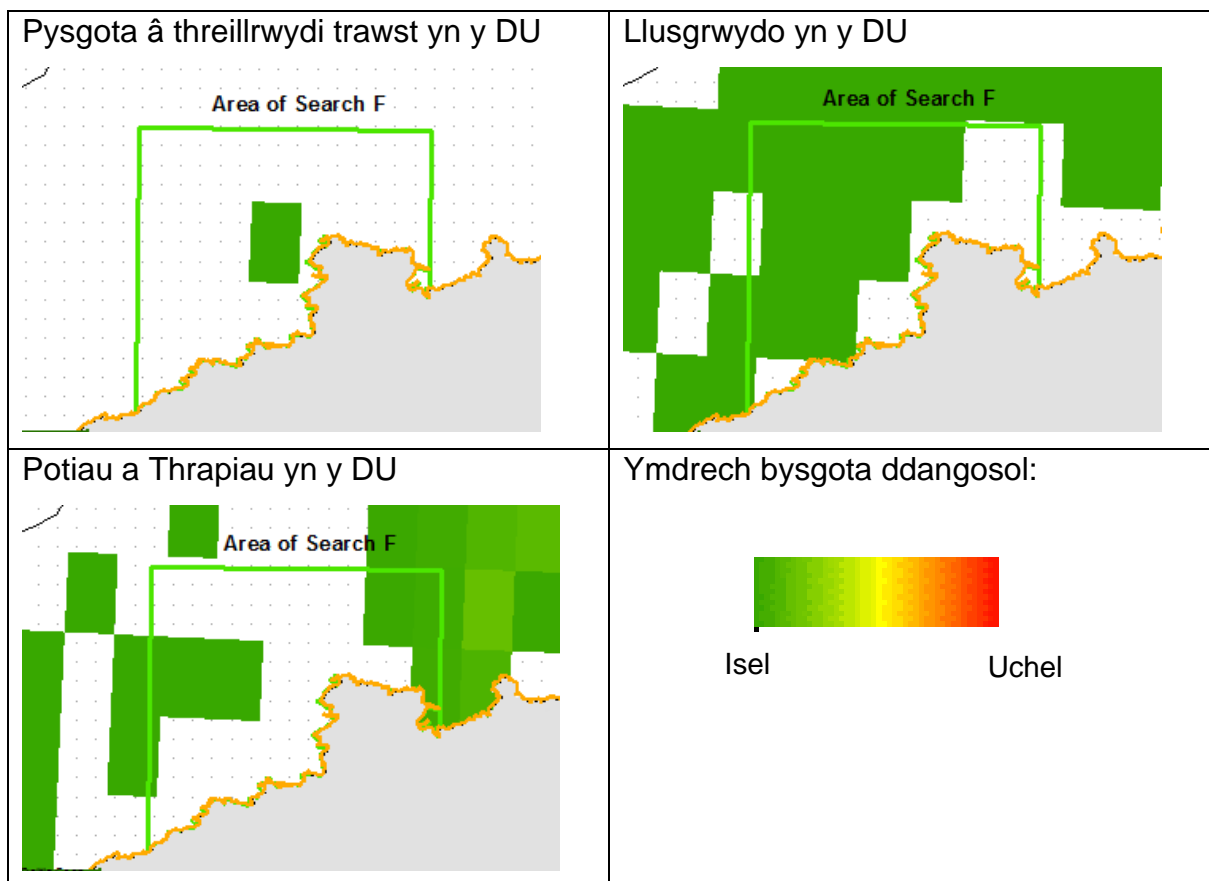 Pysgota â threillrwydi trawst yn y DU
Area of Search F
Llusgrwydo yn y DU
Area of Search F
Potiau a Thrapiau yn y DU
Area of Search F
Ymdrech bysgota ddangosol:
Isel
Uchel